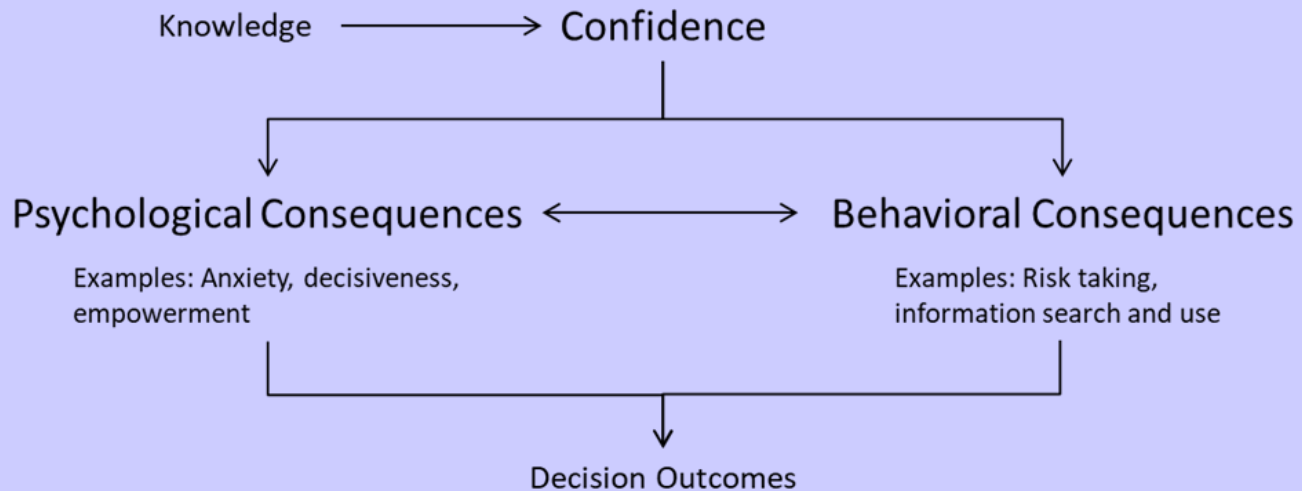 Knowledge
Confidence
Psychological Consequences
Behavioral Consequences
Examples: Anxiety, decisiveness,
empowerment
Examples: Risk taking,
information search and use
Decision Outcomes